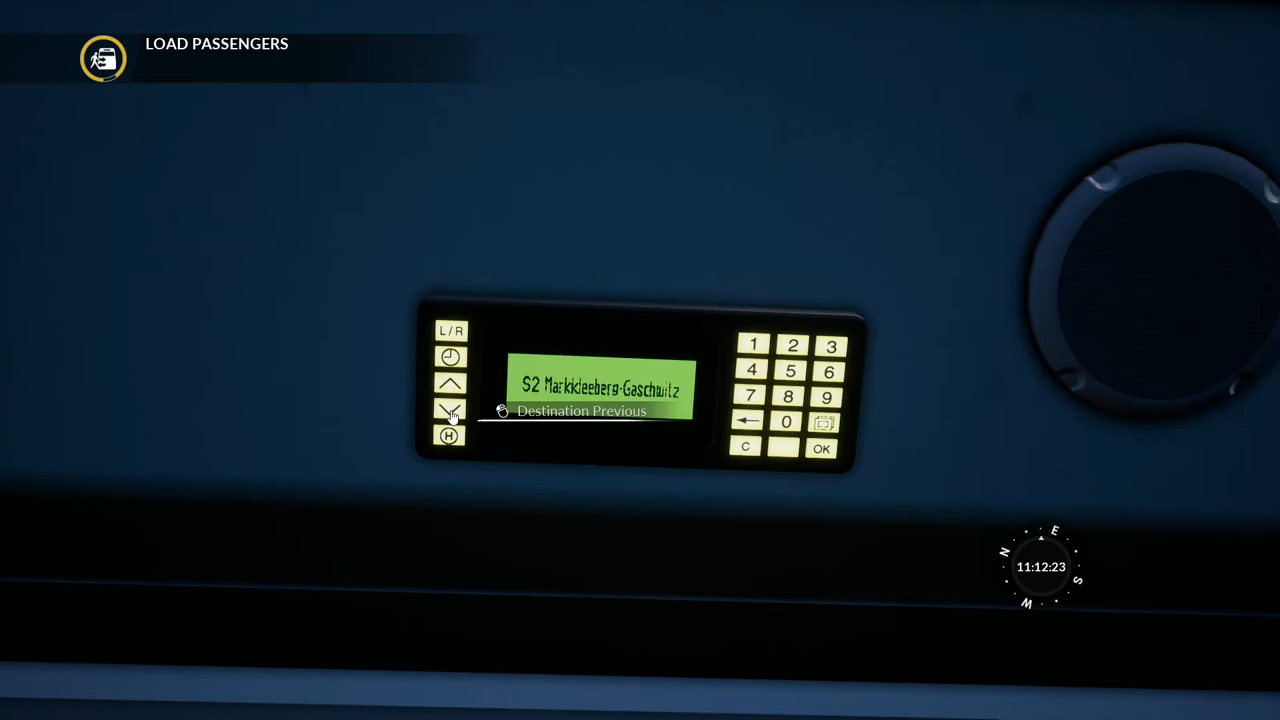 LOAD PASSENGERS
L/R
S2 Markkleeberg-Gaschwitz
Destination Previous
H
1 2 3
4 5 6
7 8 9
0
C OK
N E S W
11:12:23